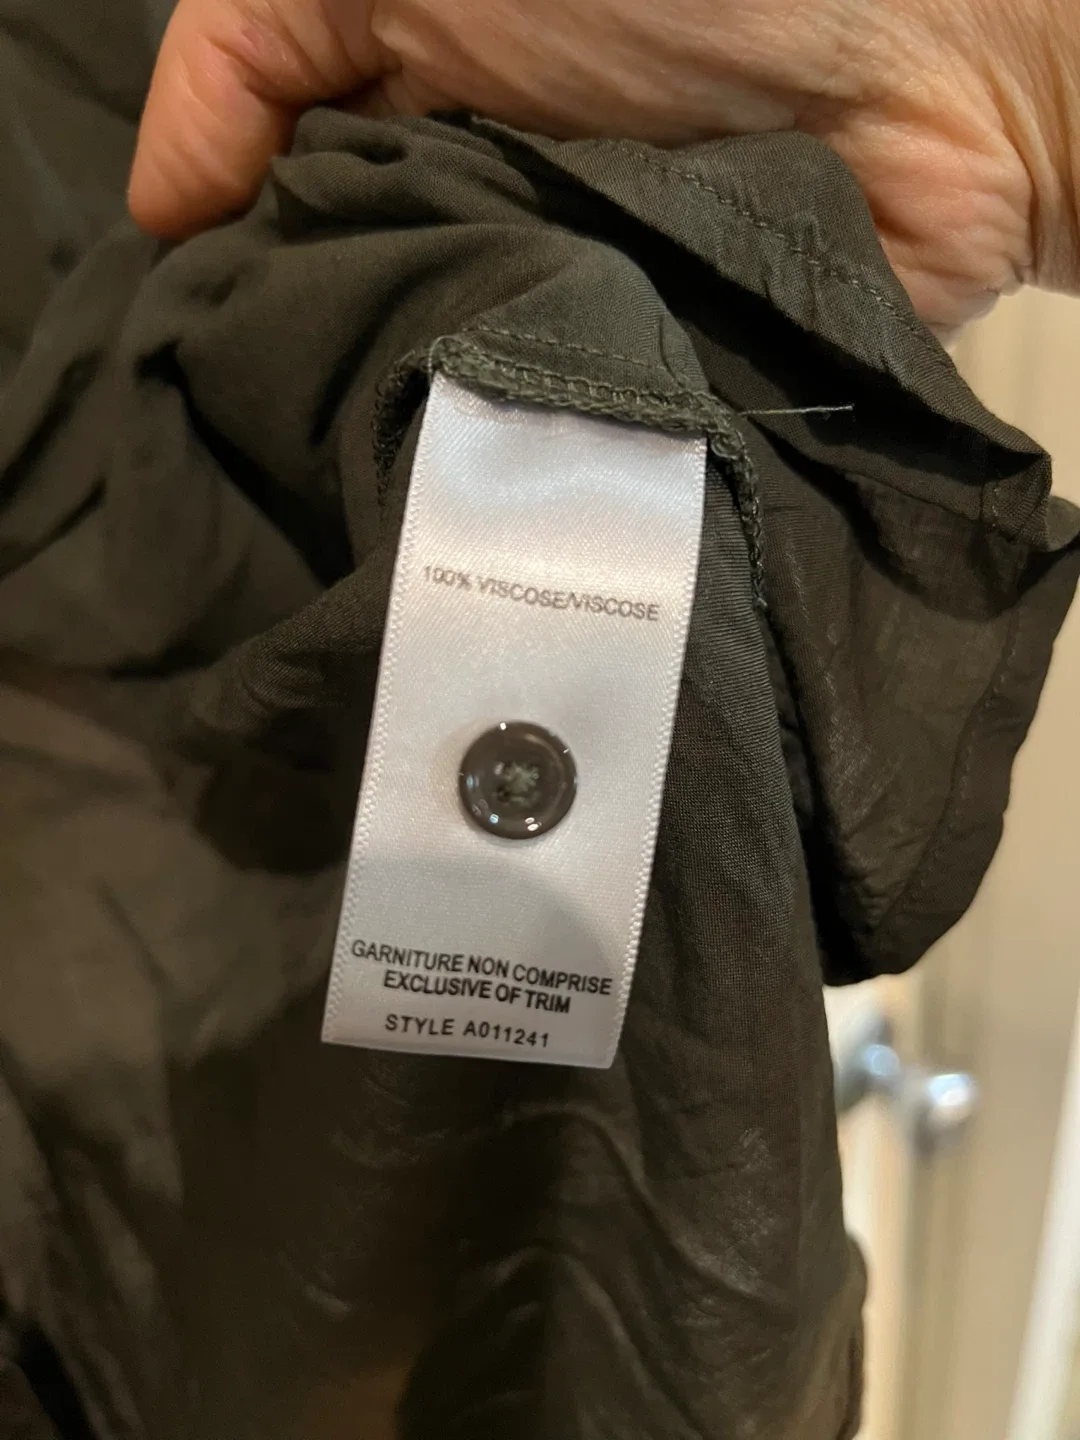 100% VISCOSE/VISCOSE
GARNITURE NON COMPRISE
EXCLUSIVE OF TRIM
STYLE A011241